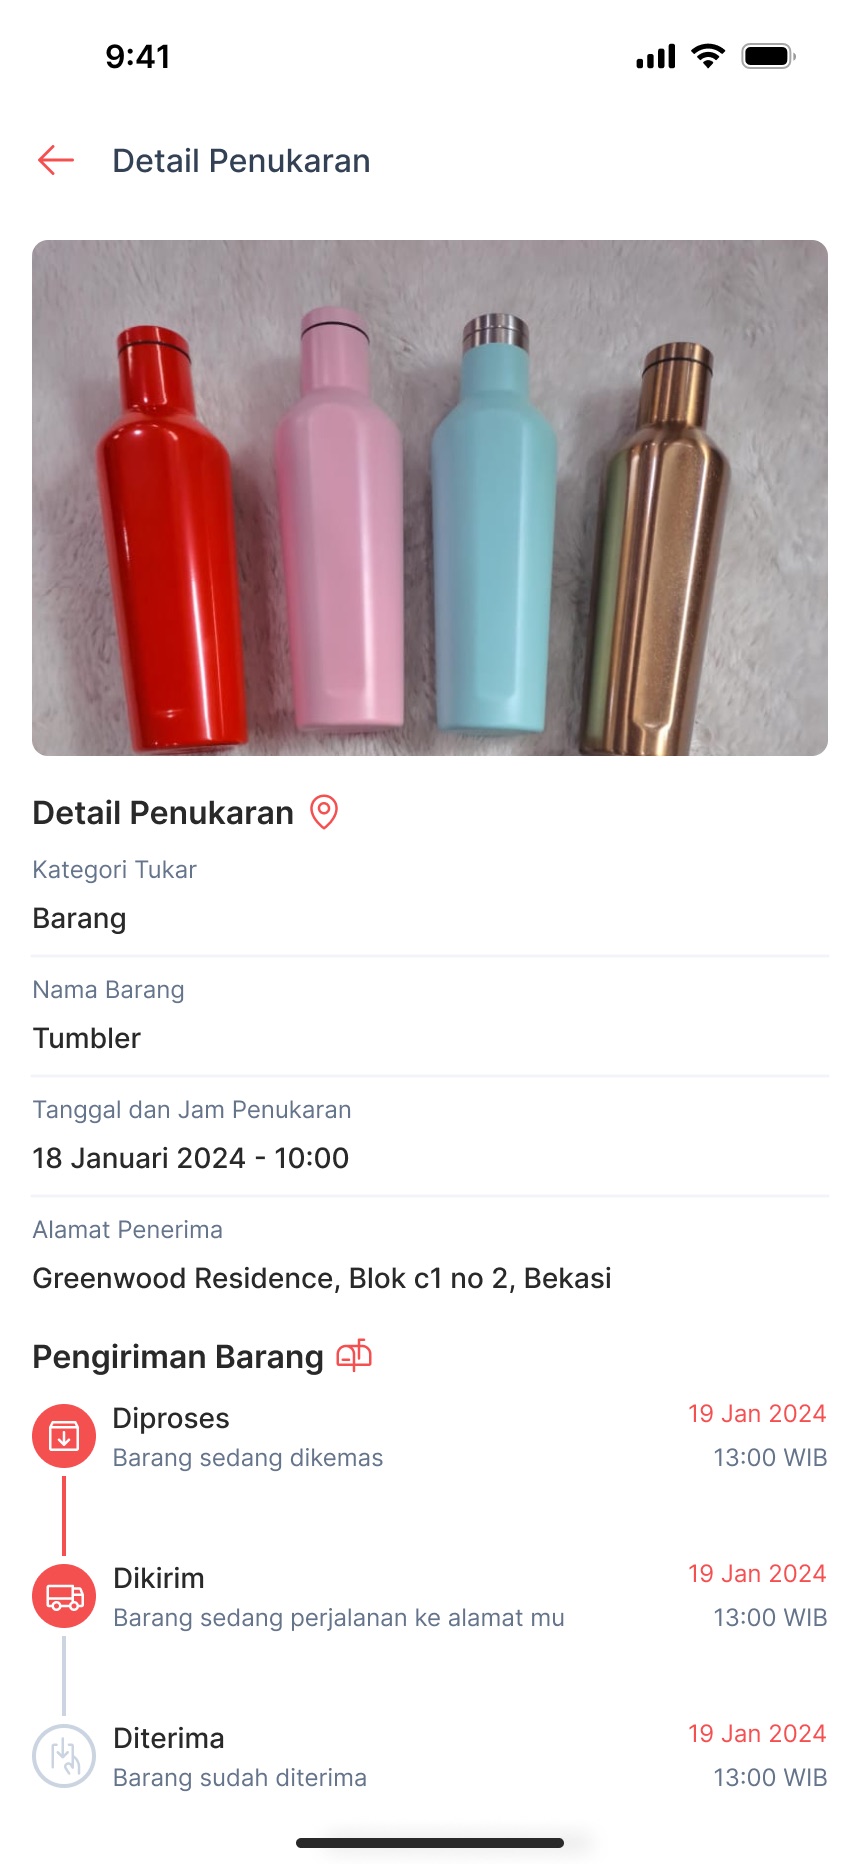 9:41
Detail Penukaran
Detail Penukaran
Kategori Tukar
Barang
Nama Barang
Tumbler
Tanggal dan Jam Penukaran
18 Januari 2024 - 10:00
Alamat Penerima
Greenwood Residence, Blok c1 no 2, Bekasi
Pengiriman Barang
Diproses 19 Jan 2024
Barang sedang dikemas 13:00 WIB
Dikirim 19 Jan 2024
Barang sedang perjalanan ke alamat mu 13:00 WIB
Diterima 19 Jan 2024
Barang sudah diterima 13:00 WIB